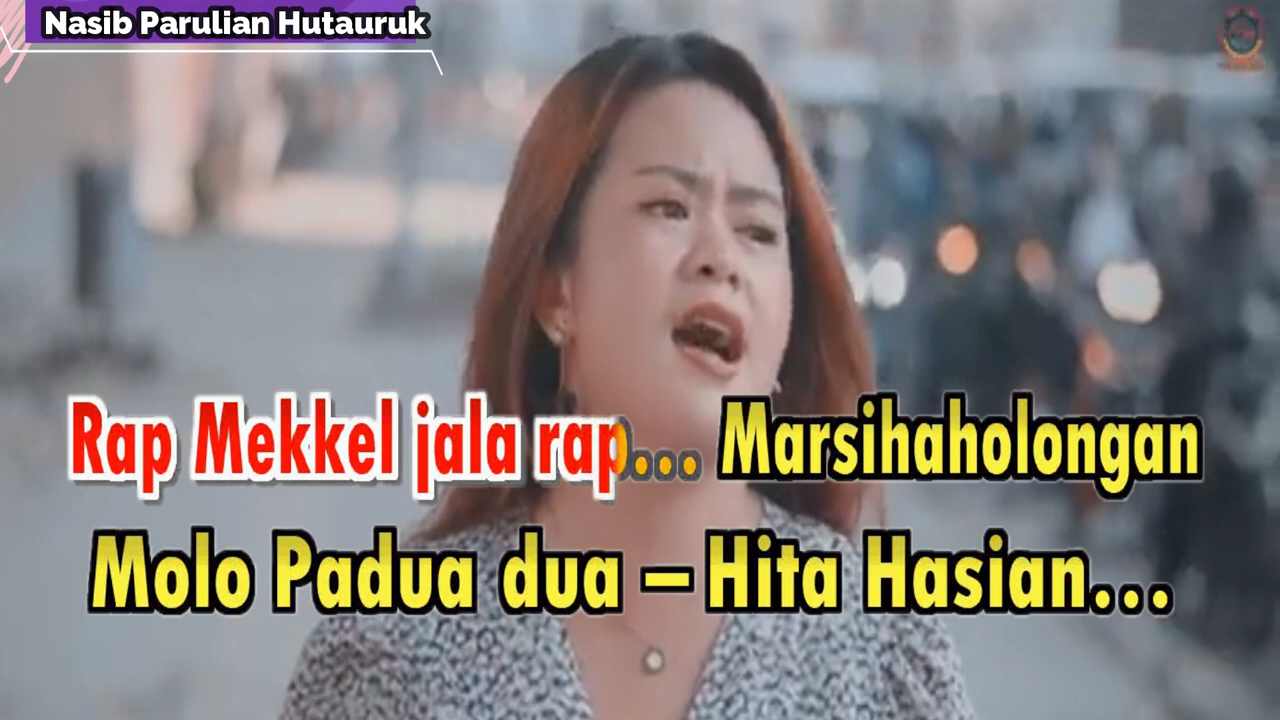 Nasib Parulian Hutauruk
Rap Mekkel jala rap... Marsihaholongan
Molo Padua dua – Hita Hasian...